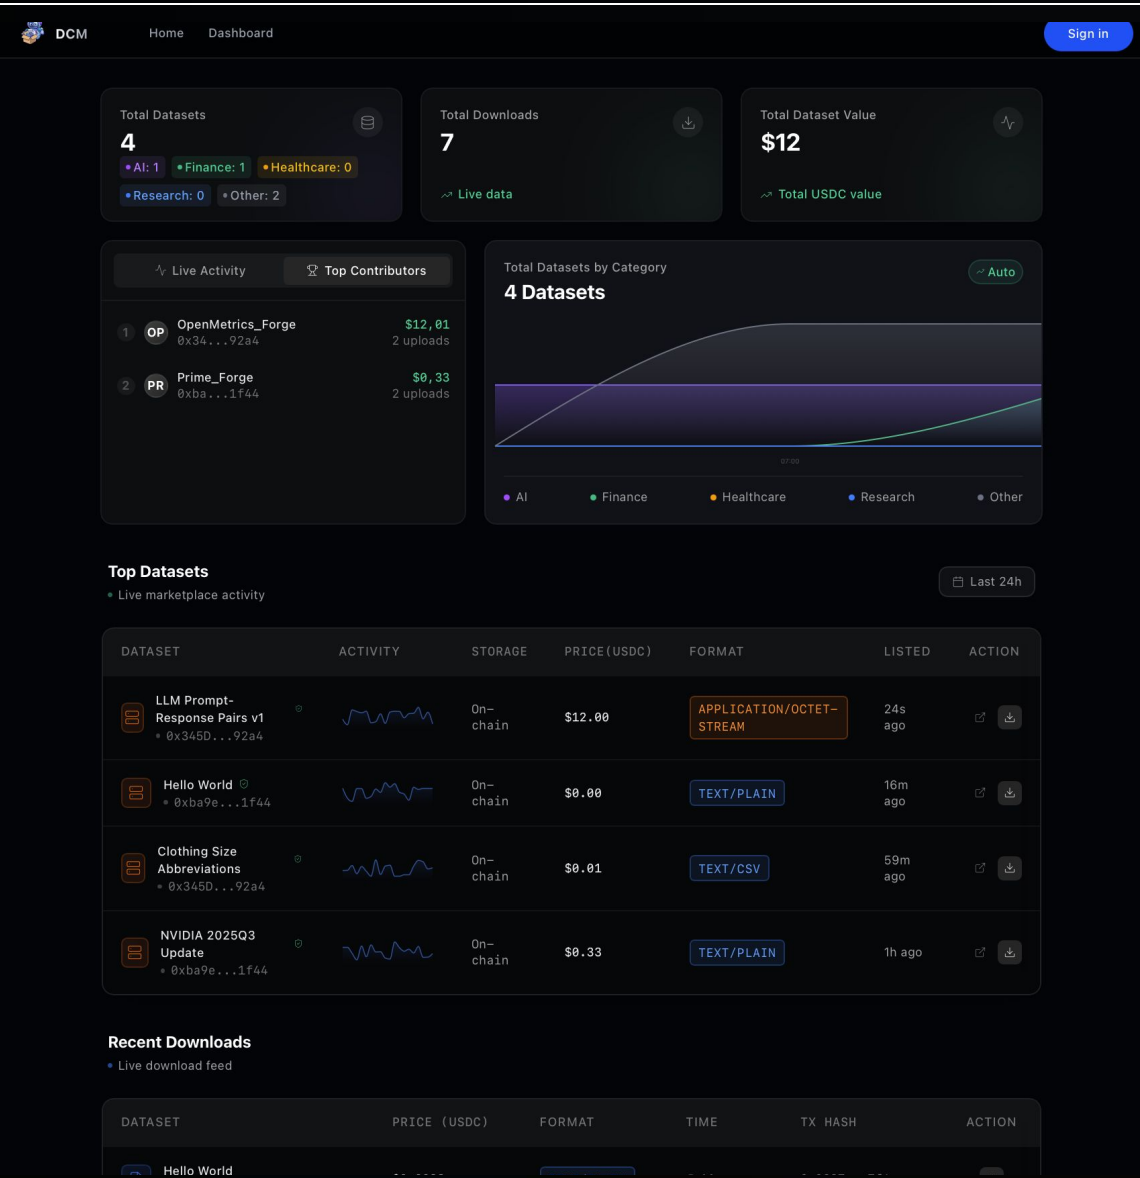 DCM
Home
Dashboard
Sign in
Total Datasets
4
AI: 1
Finance: 1
Healthcare: 0
Research: 0
Other: 2
Total Downloads
7
Live data
Total Dataset Value
$12
Total USDC value
Live Activity
Top Contributors
1
OP
OpenMetrics_Forge
0x34...92a4
$12,01
2 uploads
2
PR
Prime_Forge
0xba...1f44
$0,33
2 uploads
Total Datasets by Category
4 Datasets
Auto
07:00
AI
Finance
Healthcare
Research
Other
Top Datasets
Live marketplace activity
Last 24h
DATASET ACTIVITY STORAGE PRICE(USDC) FORMAT LISTED ACTION
LLM Prompt-
Response Pairs v1
0x345D...92a4
On-
chain
$12.00
APPLICATION/OCTET-
STREAM
24s
ago
Hello World
0xba9e...1f44
On-
chain
$0.00
TEXT/PLAIN
16m
ago
Clothing Size
Abbreviations
0x345D...92a4
On-
chain
$0.01
TEXT/CSV
59m
ago
NVIDIA 2025Q3
Update
0xba9e...1f44
On-
chain
$0.33
TEXT/PLAIN
1h ago
Recent Downloads
Live download feed
DATASET PRICE (USDC) FORMAT TIME TX HASH ACTION
Hello World